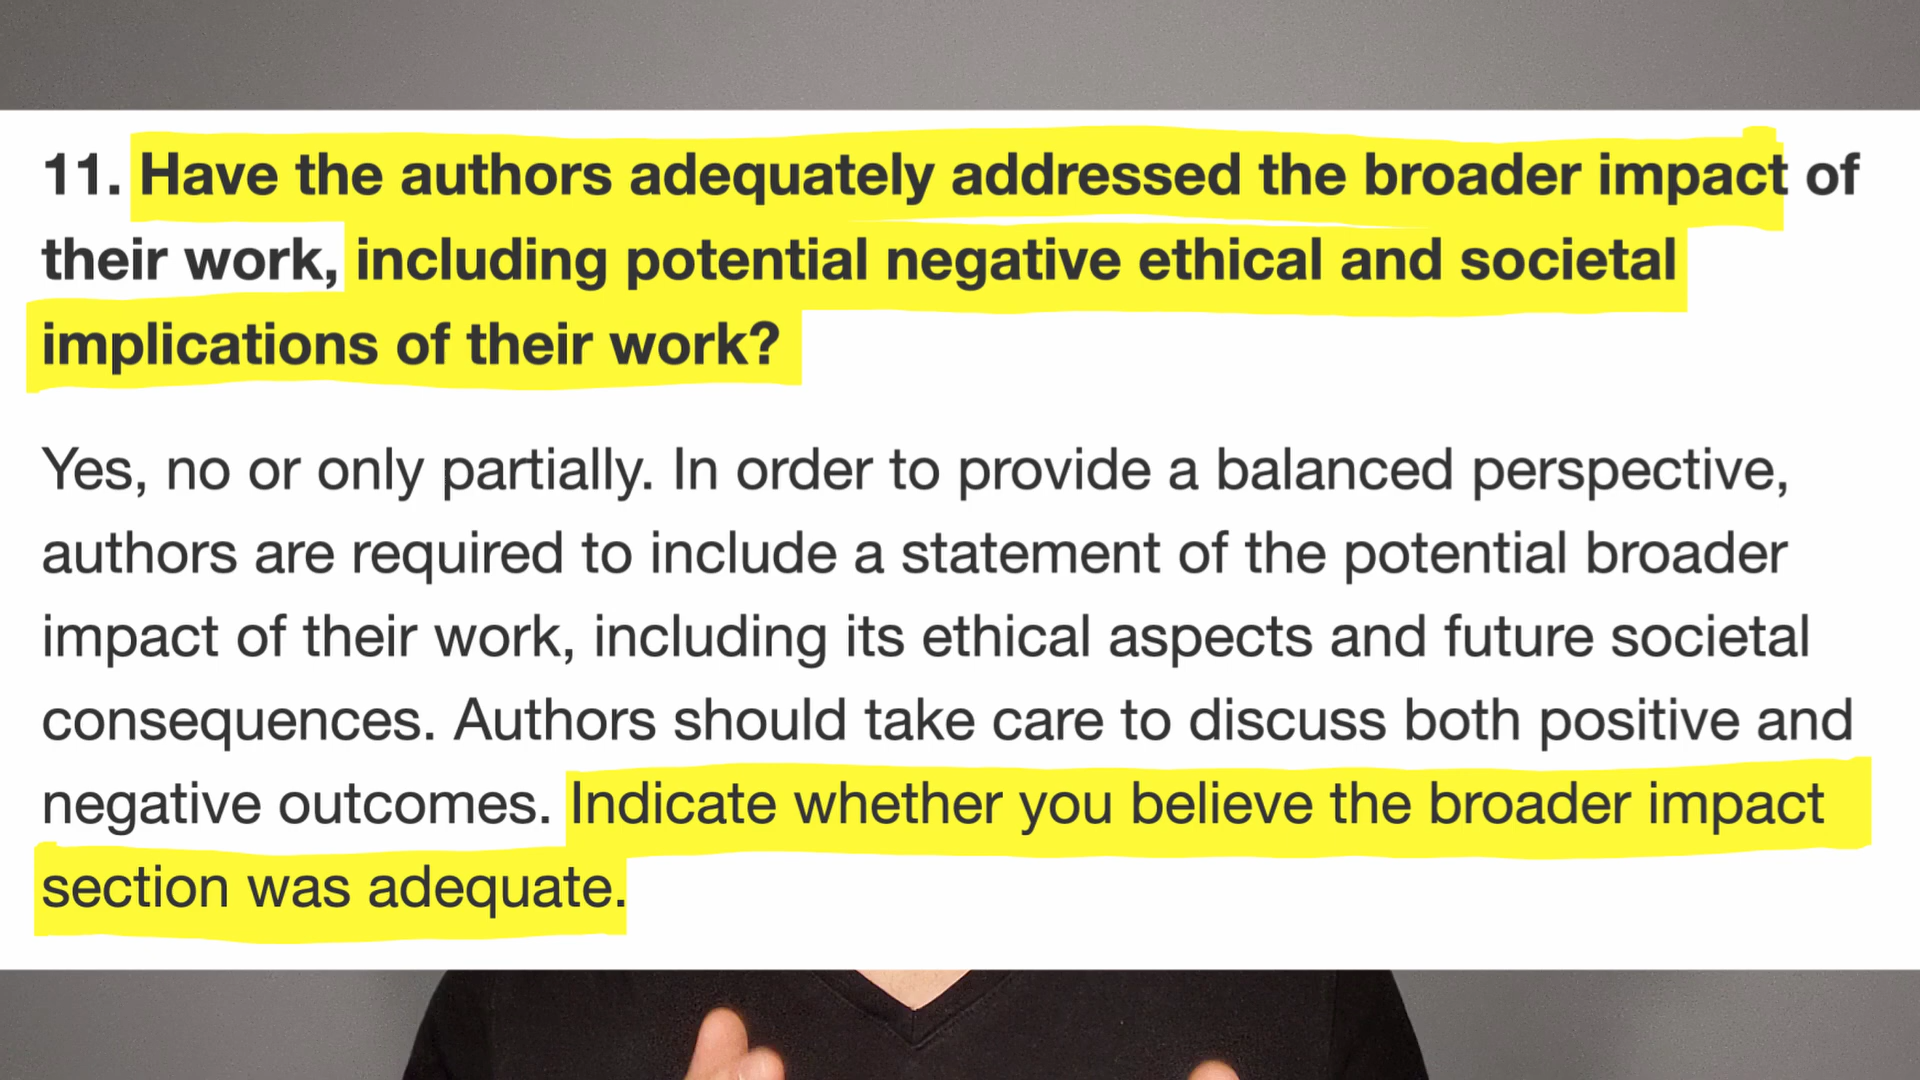 11. Have the authors adequately addressed the broader impact of
their work, including potential negative ethical and societal
implications of their work?
Yes, no or only partially. In order to provide a balanced perspective,
authors are required to include a statement of the potential broader
impact of their work, including its ethical aspects and future societal
consequences. Authors should take care to discuss both positive and
negative outcomes. Indicate whether you believe the broader impact
section was adequate.